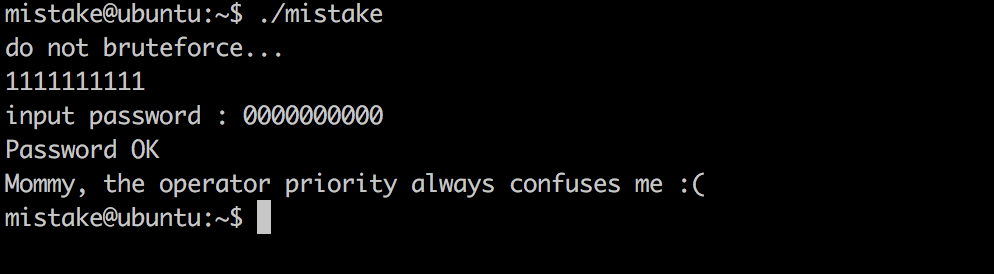 mistake@ubuntu:~$ ./mistake
do not bruteforce...
1111111111
input password : 0000000000
Password OK
Mommy, the operator priority always confuses me :(
mistake@ubuntu:~$